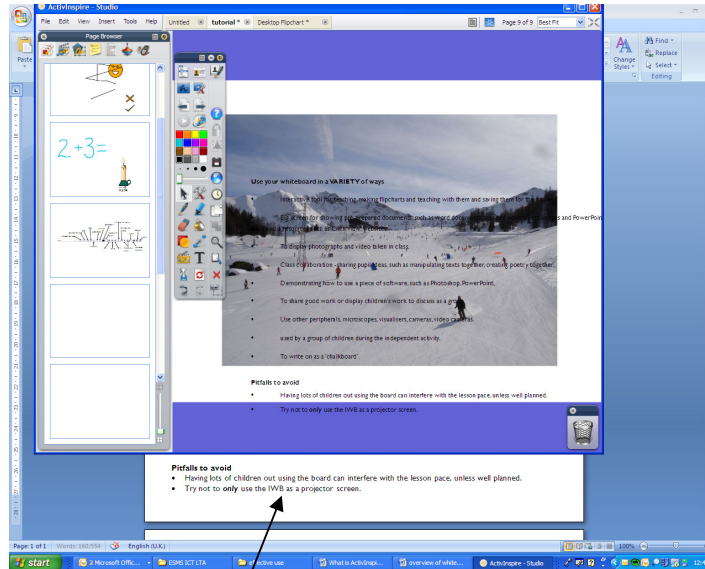 ActivInspire - Studio
File Edit View Insert Tools Help
Untitled
tutorial *
Desktop Flipchart *
Page 9 of 9
Best Fit
Page Browser
2+3=
Paste
Change Styles
Find
Replace
Select
Editing
Use your whiteboard in a VARIETY of ways
Interactive tool for teaching, making flipcharts and teaching with them and saving them for the
Big screen for showing pre-prepared documents, such as word documents and PowerPoin
To display photographs and video taken in class.
Class collaboration - sharing pupil ideas, such as manipulating texts together, creating poetry together.
• Demonstrating how to use a piece of software, such as Photoshop, PowerPoint,
• To share good work or display children's work to discuss as a group
• Use other peripherals, microscopes, visualisers, cameras, video cameras.
• used by a group of children during the independent activity.
• To write on as a 'chalkboard'.
Pitfalls to avoid
• Having lots of children out using the board can interfere with the lesson pace, unless well planned.
• Try not to only use the IWB as a projector screen.
Pitfalls to avoid
• Having lots of children out using the board can interfere with the lesson pace, unless well planned.
• Try not to only use the IWB as a projector screen.
Page: 1 of 1
Words: 160/554
English (U.K.)
100%
start
2 Microsoft Offic...
ESMS ICT LTA
effective use
What is ActivInspi...
overview of white...
ActivInspire - Studio